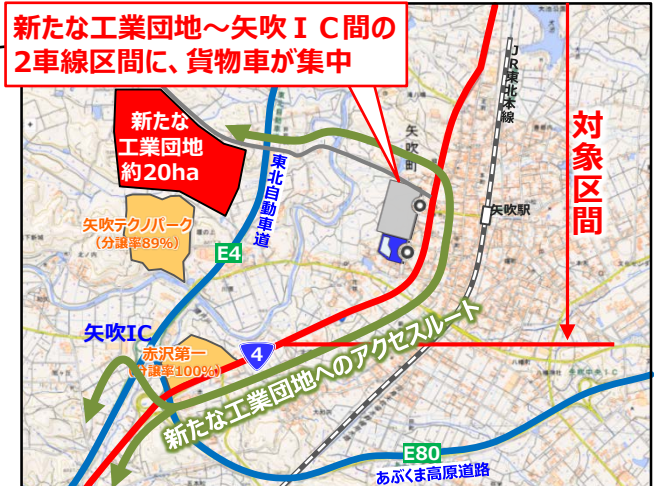 新たな工業団地～矢吹ＩＣ間の
2車線区間に、貨物車が集中
新たな
工業団地
約20ha
矢吹テクノパーク
（分譲率89%）
東北自動車道
E4
矢吹町
JR東北本線
矢吹駅
対象区間
矢吹IC
赤沢第一
（分譲率100%）
4
新たな工業団地へのアクセスルート
E80
あぶくま高原道路